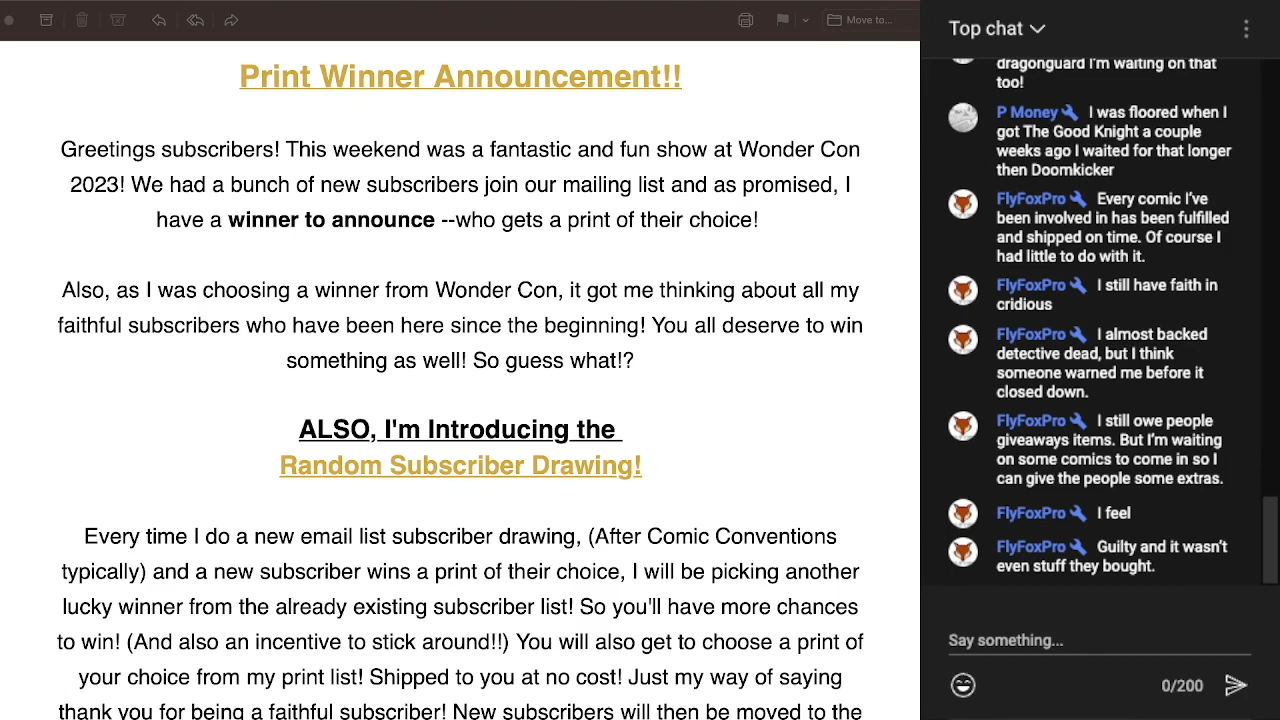 Move to...
Print Winner Announcement!!
Greetings subscribers! This weekend was a fantastic and fun show at Wonder Con
2023! We had a bunch of new subscribers join our mailing list and as promised, I
have a winner to announce --who gets a print of their choice!
Also, as I was choosing a winner from Wonder Con, it got me thinking about all my
faithful subscribers who have been here since the beginning! You all deserve to win
something as well! So guess what!?
ALSO, I'm Introducing the
Random Subscriber Drawing!
Every time I do a new email list subscriber drawing, (After Comic Conventions
typically) and a new subscriber wins a print of their choice, I will be picking another
lucky winner from the already existing subscriber list! So you'll have more chances
to win! (And also an incentive to stick around!!) You will also get to choose a print of
your choice from my print list! Shipped to you at no cost! Just my way of saying
thank you for being a faithful subscriber! New subscribers will then be moved to the
Top chat
dragonguard I'm waiting on that
too!
P Money I was floored when I
got The Good Knight a couple
weeks ago I waited for that longer
then Doomkicker
FlyFoxPro Every comic I've
been involved in has been fulfilled
and shipped on time. Of course I
had little to do with it.
FlyFoxPro I still have faith in
cridious
FlyFoxPro I almost backed
detective dead, but I think
someone warned me before it
closed down.
FlyFoxPro I still owe people
giveaways items. But I'm waiting
on some comics to come in so I
can give the people some extras.
FlyFoxPro I feel
FlyFoxPro Guilty and it wasn't
even stuff they bought.
Say something...
0/200